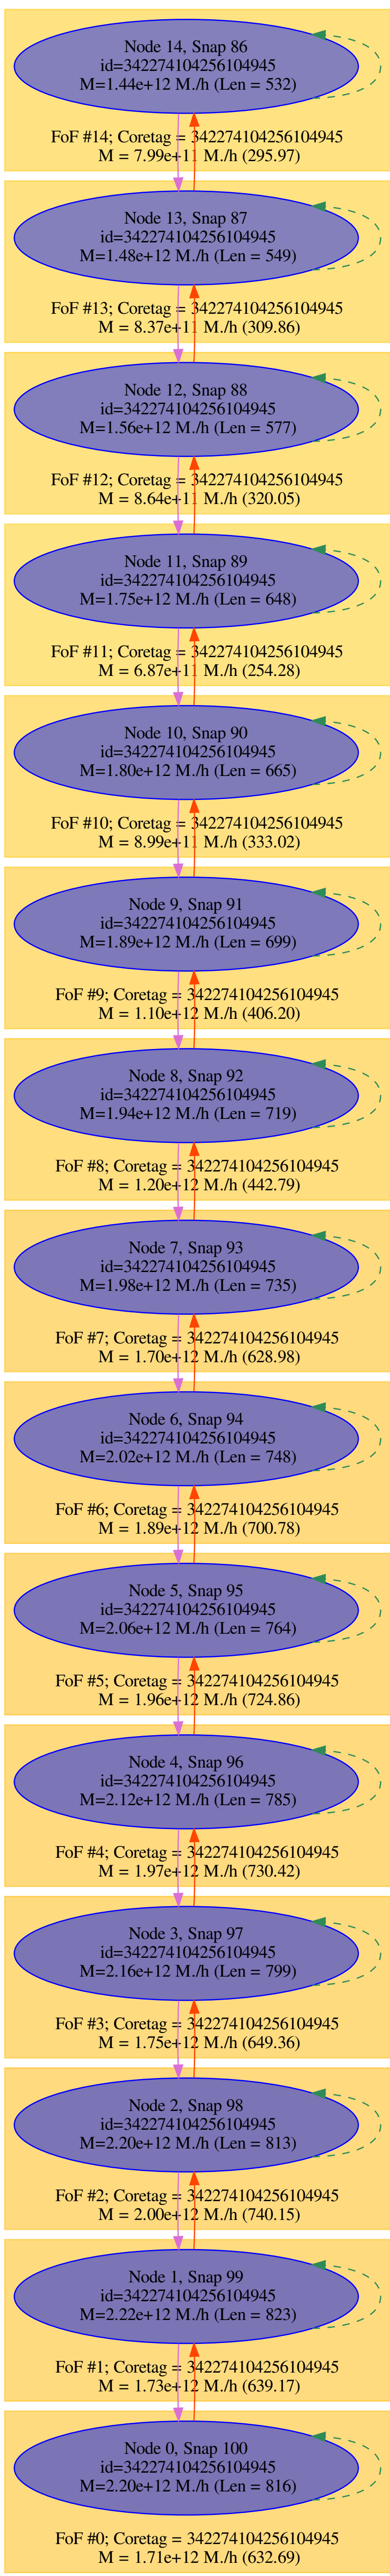 Node 14, Snap 86
id=342274104256104945
M=1.44e+12 M./h (Len = 532)
FoF #14; Coretag = 342274104256104945
M = 7.99e+11 M./h (295.97)
Node 13, Snap 87
id=342274104256104945
M=1.48e+12 M./h (Len = 549)
FoF #13; Coretag = 342274104256104945
M = 8.37e+11 M./h (309.86)
Node 12, Snap 88
id=342274104256104945
M=1.56e+12 M./h (Len = 577)
FoF #12; Coretag = 342274104256104945
M = 8.64e+11 M./h (320.05)
Node 11, Snap 89
id=342274104256104945
M=1.75e+12 M./h (Len = 648)
FoF #11; Coretag = 342274104256104945
M = 6.87e+11 M./h (254.28)
Node 10, Snap 90
id=342274104256104945
M=1.80e+12 M./h (Len = 665)
FoF #10; Coretag = 342274104256104945
M = 8.99e+11 M./h (333.02)
Node 9, Snap 91
id=342274104256104945
M=1.89e+12 M./h (Len = 699)
FoF #9; Coretag = 342274104256104945
M = 1.10e+12 M./h (406.20)
Node 8, Snap 92
id=342274104256104945
M=1.94e+12 M./h (Len = 719)
FoF #8; Coretag = 342274104256104945
M = 1.20e+12 M./h (442.79)
Node 7, Snap 93
id=342274104256104945
M=1.98e+12 M./h (Len = 735)
FoF #7; Coretag = 342274104256104945
M = 1.70e+12 M./h (628.98)
Node 6, Snap 94
id=342274104256104945
M=2.02e+12 M./h (Len = 748)
FoF #6; Coretag = 342274104256104945
M = 1.89e+12 M./h (700.78)
Node 5, Snap 95
id=342274104256104945
M=2.06e+12 M./h (Len = 764)
FoF #5; Coretag = 342274104256104945
M = 1.96e+12 M./h (724.86)
Node 4, Snap 96
id=342274104256104945
M=2.12e+12 M./h (Len = 785)
FoF #4; Coretag = 342274104256104945
M = 1.97e+12 M./h (730.42)
Node 3, Snap 97
id=342274104256104945
M=2.16e+12 M./h (Len = 799)
FoF #3; Coretag = 342274104256104945
M = 1.75e+12 M./h (649.36)
Node 2, Snap 98
id=342274104256104945
M=2.20e+12 M./h (Len = 813)
FoF #2; Coretag = 342274104256104945
M = 2.00e+12 M./h (740.15)
Node 1, Snap 99
id=342274104256104945
M=2.22e+12 M./h (Len = 823)
FoF #1; Coretag = 342274104256104945
M = 1.73e+12 M./h (639.17)
Node 0, Snap 100
id=342274104256104945
M=2.20e+12 M./h (Len = 816)
FoF #0; Coretag = 342274104256104945
M = 1.71e+12 M./h (632.69)